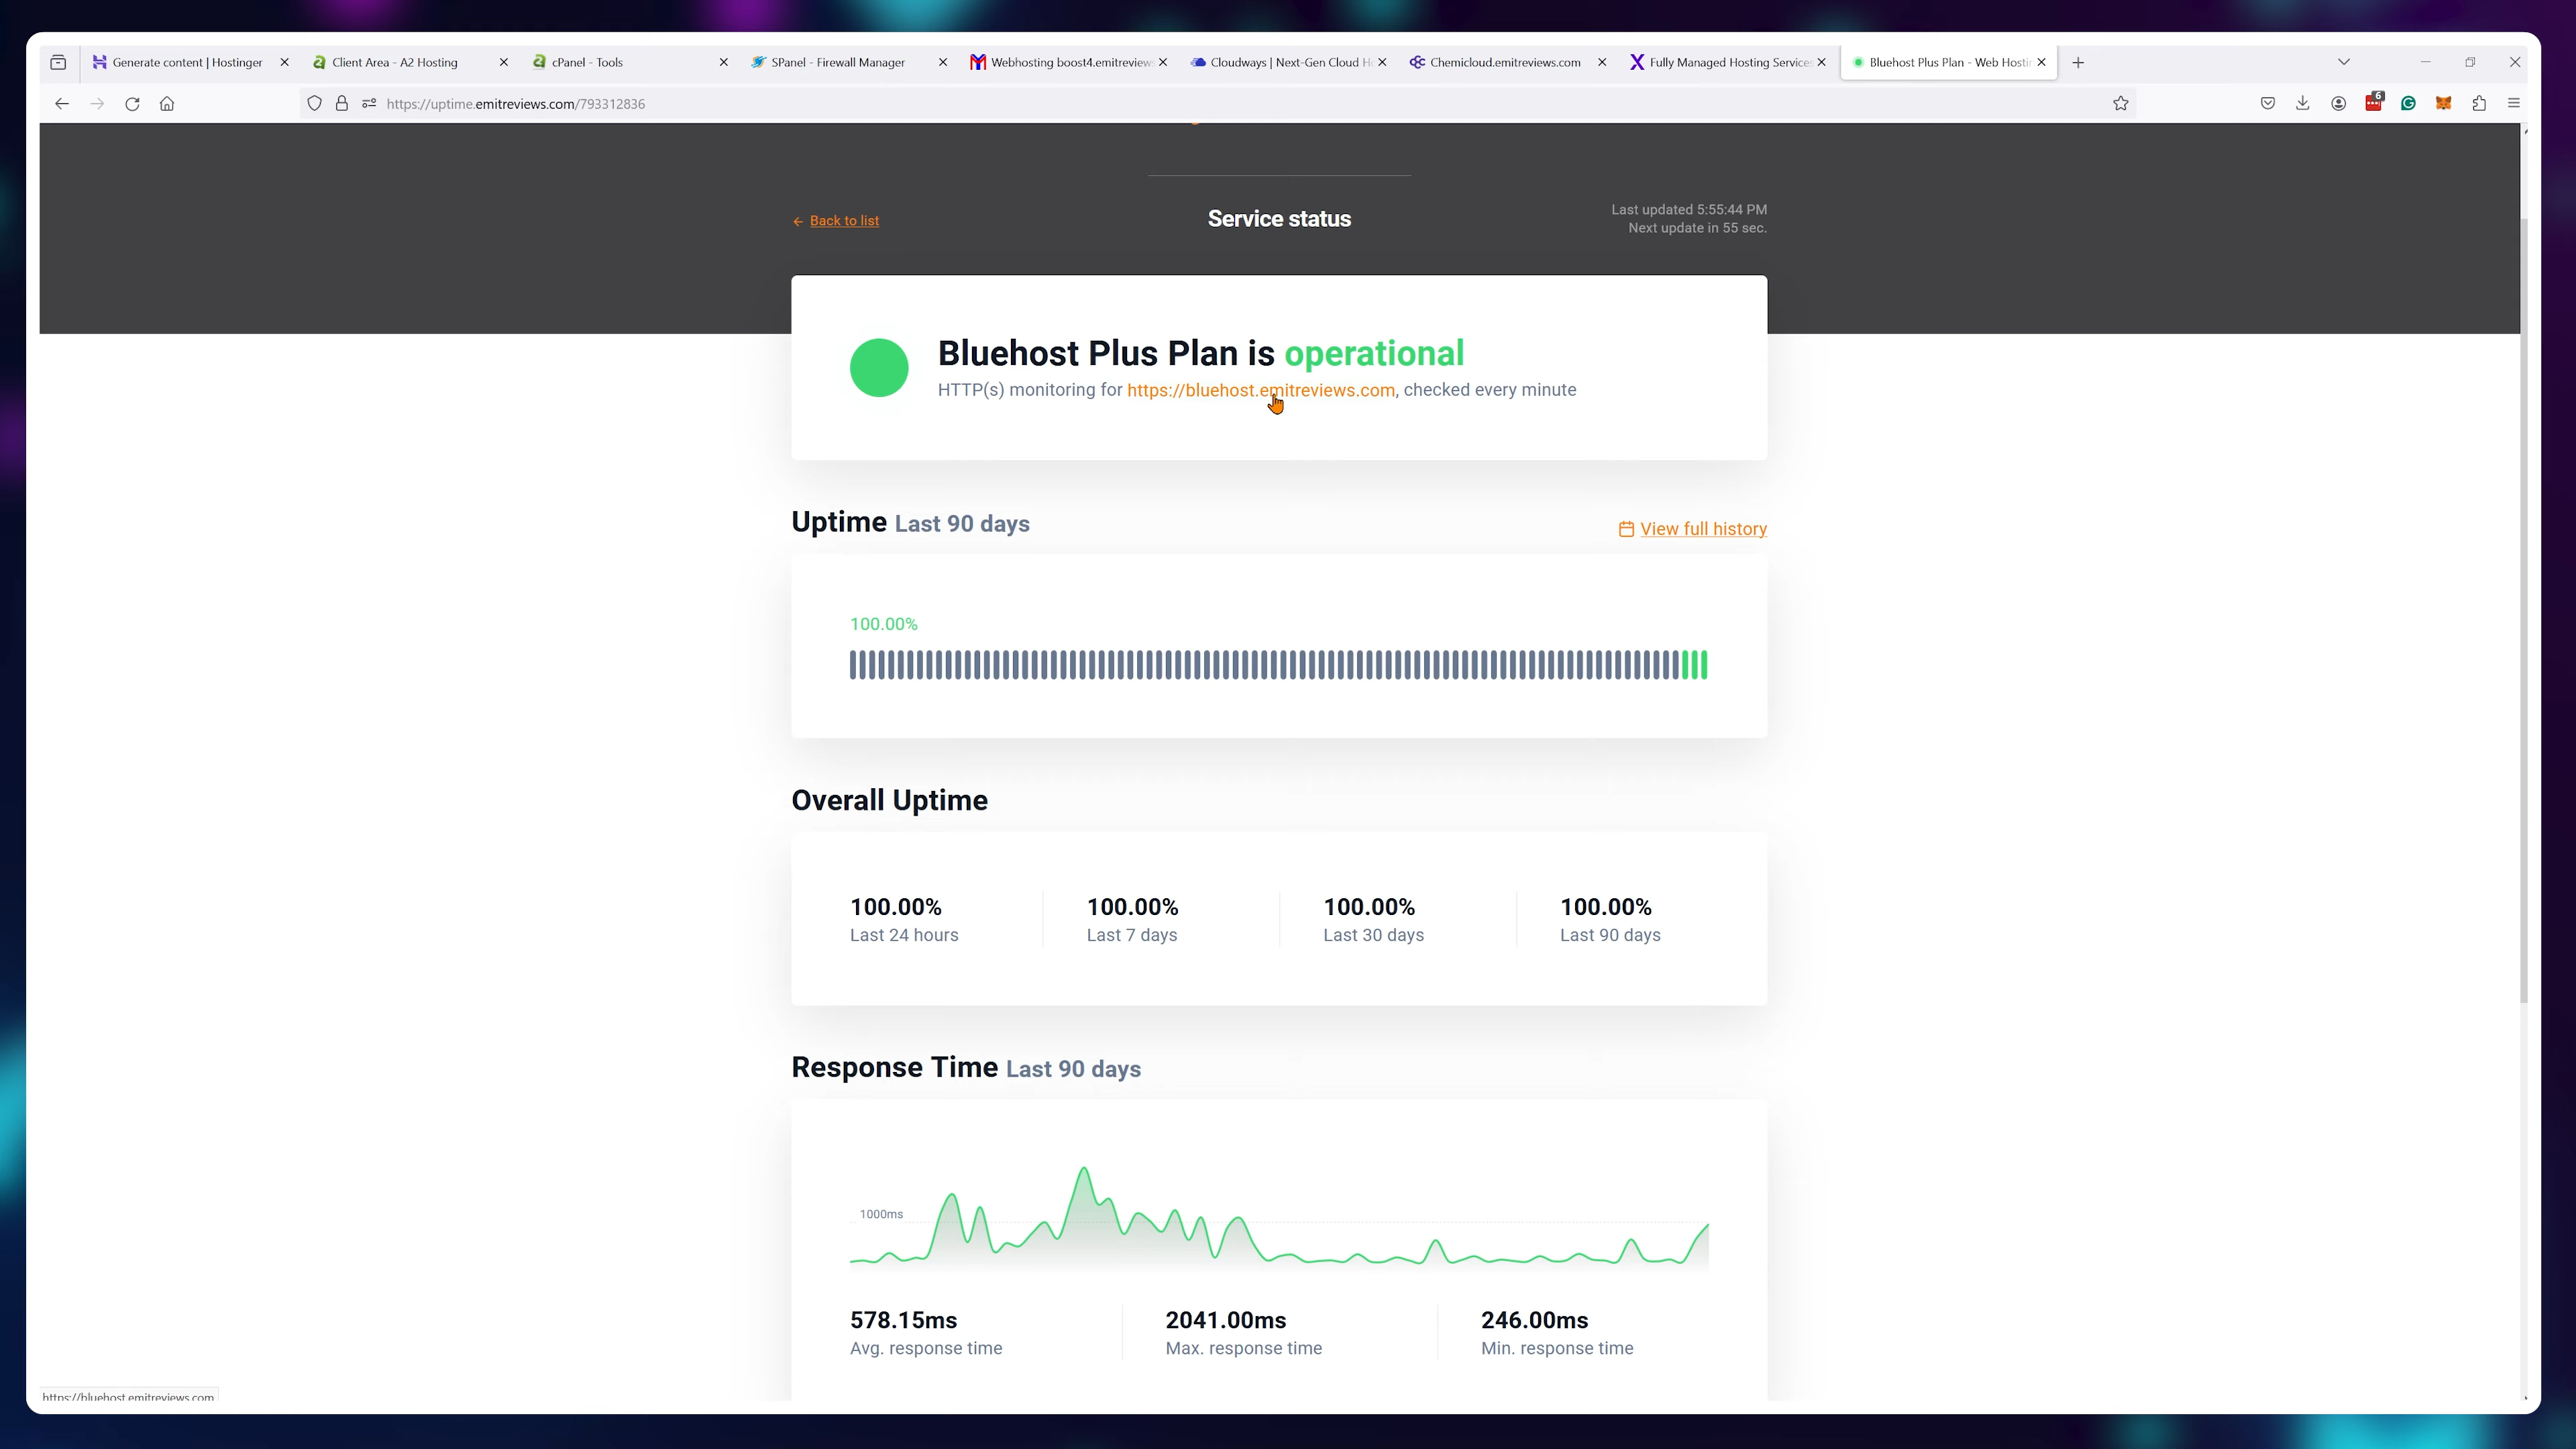 Generate content | Hostinger
Client Area - A2 Hosting
cPanel - Tools
SPanel - Firewall Manager
Webhosting boost4.emitreviews
Cloudways | Next-Gen Cloud H
Chemicloud.emitreviews.com
Fully Managed Hosting Services
Bluehost Plus Plan - Web Hostin
https://uptime.emitreviews.com/793312836
6
Back to list
Service status
Last updated 5:55:44 PM
Next update in 55 sec.
Bluehost Plus Plan is operational
HTTP(s) monitoring for https://bluehost.emitreviews.com, checked every minute
Uptime Last 90 days
View full history
100.00%
Overall Uptime
100.00%
Last 24 hours
100.00%
Last 7 days
100.00%
Last 30 days
100.00%
Last 90 days
Response Time Last 90 days
1000ms
578.15ms
Avg. response time
2041.00ms
Max. response time
246.00ms
Min. response time
https://bluehost.emitreviews.com